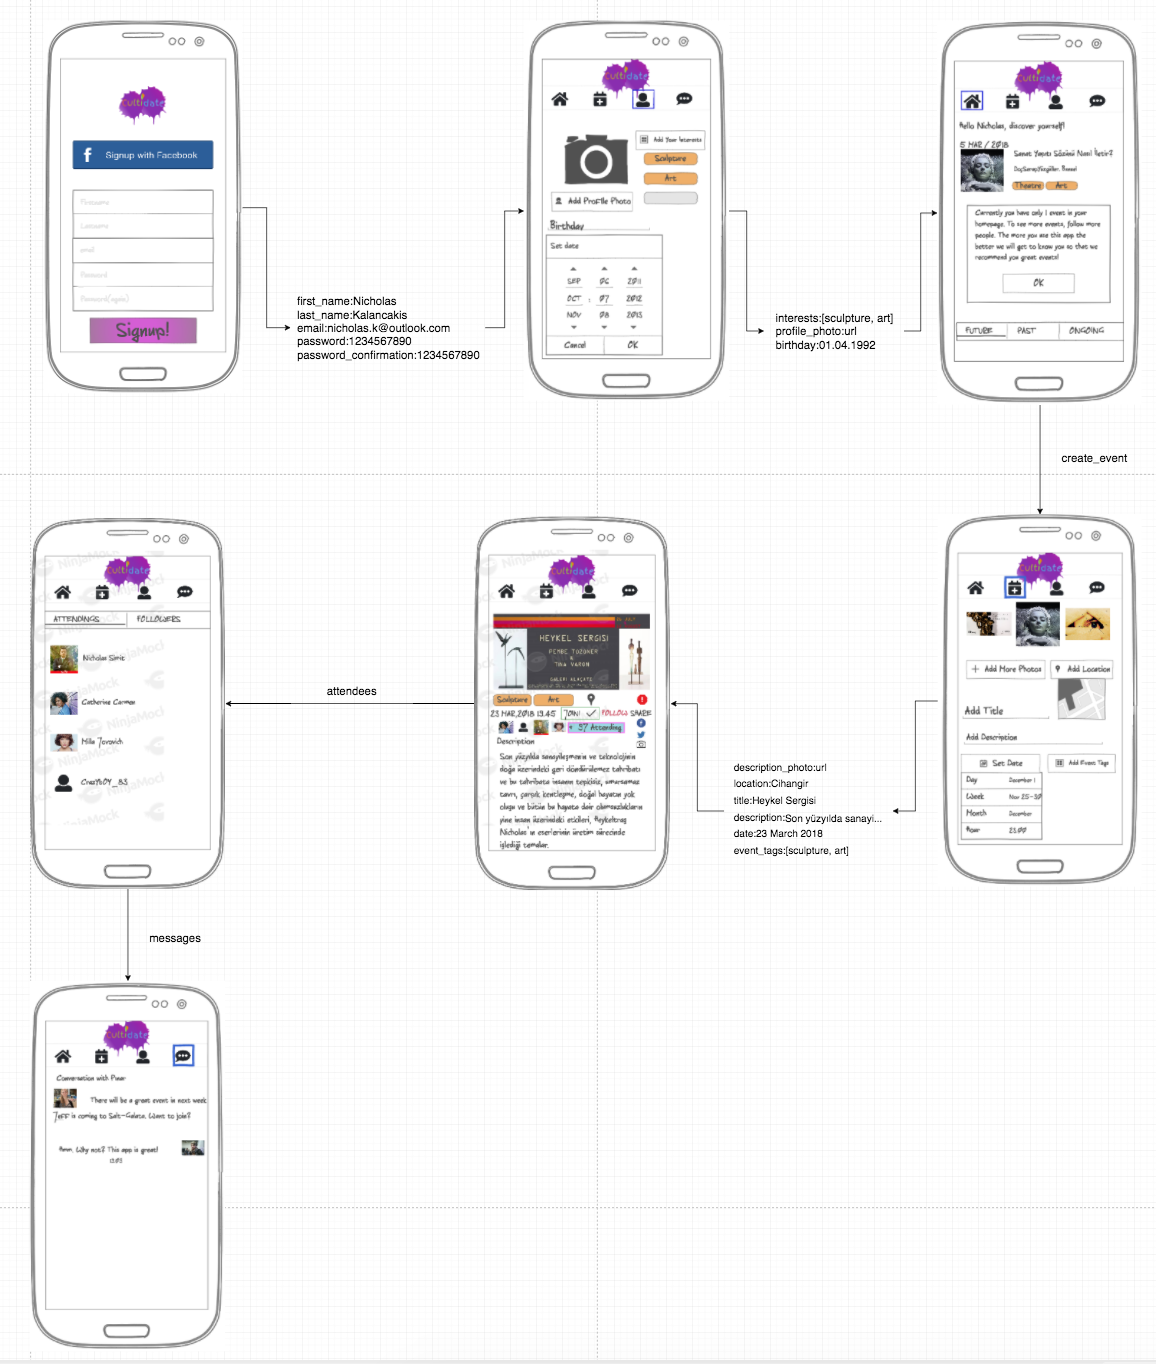 Cultidate
Signup with Facebook
Firstname
Lastname
email
Password
Password(again)
Signup!
first_name:Nicholas
last_name:Kalancakis
email:nicholas.k@outlook.com
password:1234567890
password_confirmation:1234567890
Cultidate
Add Your Interests
Sculpture
Art
Add Profile Photo
Birthday
Set date
SEP 06 2011
OCT : 07 2012
NOV 08 2013
Cancel OK
interests:[sculpture, art]
profile_photo:url
birthday:01.04.1992
Cultidate
Hello Nicholas, discover yourself!
5 MAR / 2018
Sanat Yapıtı Sözünü Nasıl İletir?
Theatre Art
Currently you have only 1 event in your
homepage. To see more events, follow more
people. The more you use this app the
better we will get to know you so that we
recommend you great events!
OK
FUTURE PAST ONGOING
create_event
Cultidate
+ Add More Photos Add Location
Add Title
Add Description
Set Date Add Event Tags
Day December 1
Week Nov 25-30
Month December
Hour 23:00
description_photo:url
location:Cihangir
title:Heykel Sergisi
description:Son yüzyılda sanayi...
date:23 March 2018
event_tags:[sculpture, art]
Cultidate
NinjaMock
HEYKEL SERGISI
PEMBE TUZUNER
&
TINA VARON
GALERI ALACATI
Sculpture Art
23 MAR,2018 19.45 JOIN! FOLLOW SHARE
+ 37 Attending
Description
Son yüzyılda sanayileşmenin ve teknolojinin
doğa üzerindeki geri döndürülemez tahribatı
ve bu tahribata insanın tepkisiz, umursamaz
tavrı, çarpık kentleşme, doğal hayatın yok
oluşu ve bütün bu hayata dair olumsuzlukların
yine insan üzerindeki etkileri, Heykeltraş
Nicholas'ın eserlerinin üretim sürecinde
işlediği temalar.
attendees
Cultidate
NinjaMock
ATTENDINGS FOLLOWERS
Nicholas Simic
Catherine Carman
Milla Jovovich
CrazYbOY_83
messages
Cultidate
Conversation with Pınar
There will be a great event in next week
Jeff is coming to Salt-Galata. Want to join?
Hmm, Why not? This app is great!